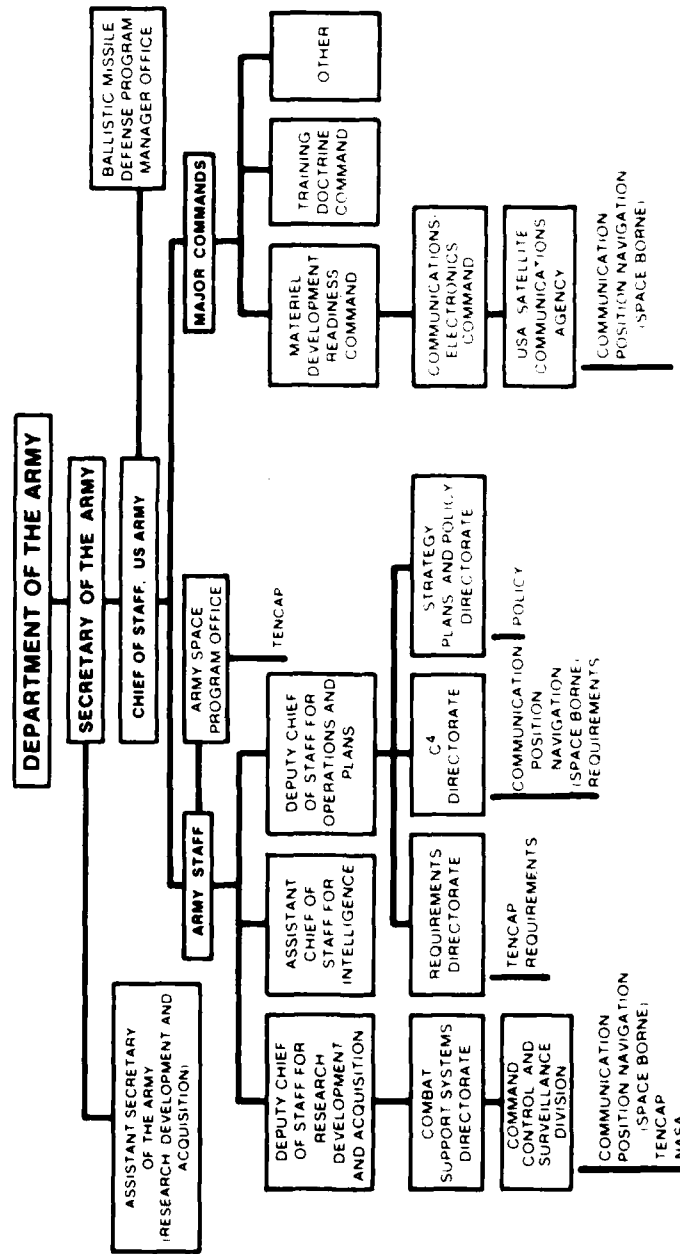 DEPARTMENT OF THE ARMY
SECRETARY OF THE ARMY
CHIEF OF STAFF, US ARMY
ASSISTANT SECRETARY
OF THE ARMY
(RESEARCH DEVELOPMENT AND
ACQUISITION)
BALLISTIC MISSILE
DEFENSE PROGRAM
MANAGER OFFICE
ARMY STAFF
ARMY SPACE
PROGRAM OFFICE
TENCAP
MAJOR COMMANDS
DEPUTY CHIEF
OF STAFF FOR
RESEARCH
DEVELOPMENT
AND ACQUISITION
ASSISTANT
CHIEF OF
STAFF FOR
INTELLIGENCE
DEPUTY CHIEF
OF STAFF FOR
OPERATIONS AND
PLANS
MATERIEL
DEVELOPMENT
READINESS
COMMAND
TRAINING
DOCTRINE
COMMAND
OTHER
COMBAT
SUPPORT SYSTEMS
DIRECTORATE
REQUIREMENTS
DIRECTORATE
C4
DIRECTORATE
STRATEGY
PLANS AND POLICY
DIRECTORATE
COMMUNICATIONS-
ELECTRONICS
COMMAND
COMMAND
CONTROL AND
SURVEILLANCE
DIVISION
TENCAP
REQUIREMENTS
COMMUNICATION
POSITION
NAVIGATION
(SPACE BORNE)
REQUIREMENTS
POLICY
USA SATELLITE
COMMUNICATIONS
AGENCY
COMMUNICATION
POSITION NAVIGATION
(SPACE BORNE)
TENCAP
NASA
COMMUNICATION
POSITION NAVIGATION
(SPACE BORNE)